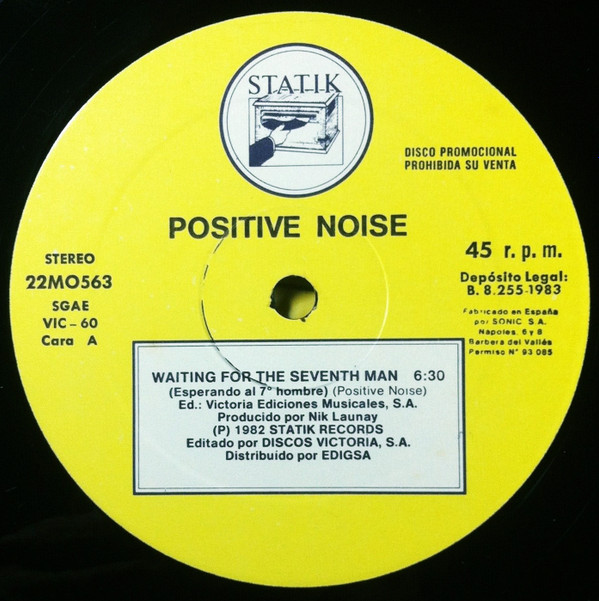 STATIK
DISCO PROMOCIONAL
PROHIBIDA SU VENTA
POSITIVE NOISE
STEREO
22MO563
SGAE
VIC - 60
Cara A
45 r. p. m.
Depósito Legal:
B. 8.255-1983
Fabricado en España
por SONIC S.A.
Napoles, 6 y 8
Barbera del Vallés
Permiso N° 93 085
WAITING FOR THE SEVENTH MAN 6:30
(Esperando al 7° hombre) (Positive Noise)
Ed.: Victoria Ediciones Musicales, S.A.
Producido por Nik Launay
(P) 1982 STATIK RECORDS
Editado por DISCOS VICTORIA, S.A.
Distribuído por EDIGSA